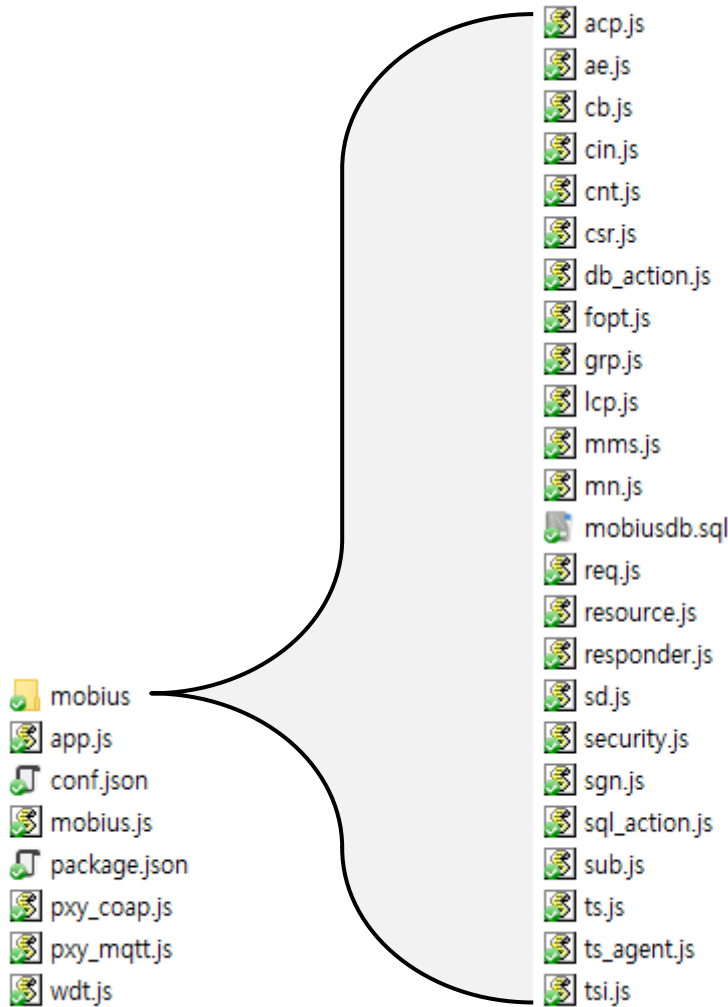 mobius
app.js
conf.json
mobius.js
package.json
pxy_coap.js
pxy_mqtt.js
wdt.js
acp.js
ae.js
cb.js
cin.js
cnt.js
csr.js
db_action.js
fopt.js
grp.js
lcp.js
mms.js
mn.js
mobiusdb.sql
req.js
resource.js
responder.js
sd.js
security.js
sgn.js
sql_action.js
sub.js
ts.js
ts_agent.js
tsi.js